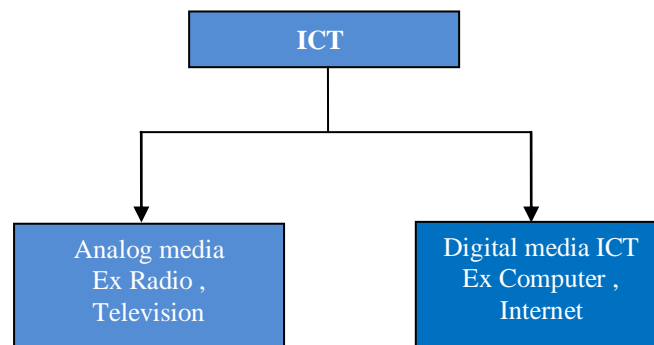 ICT
Analog media
Ex Radio ,
Television
Digital media ICT
Ex Computer ,
Internet